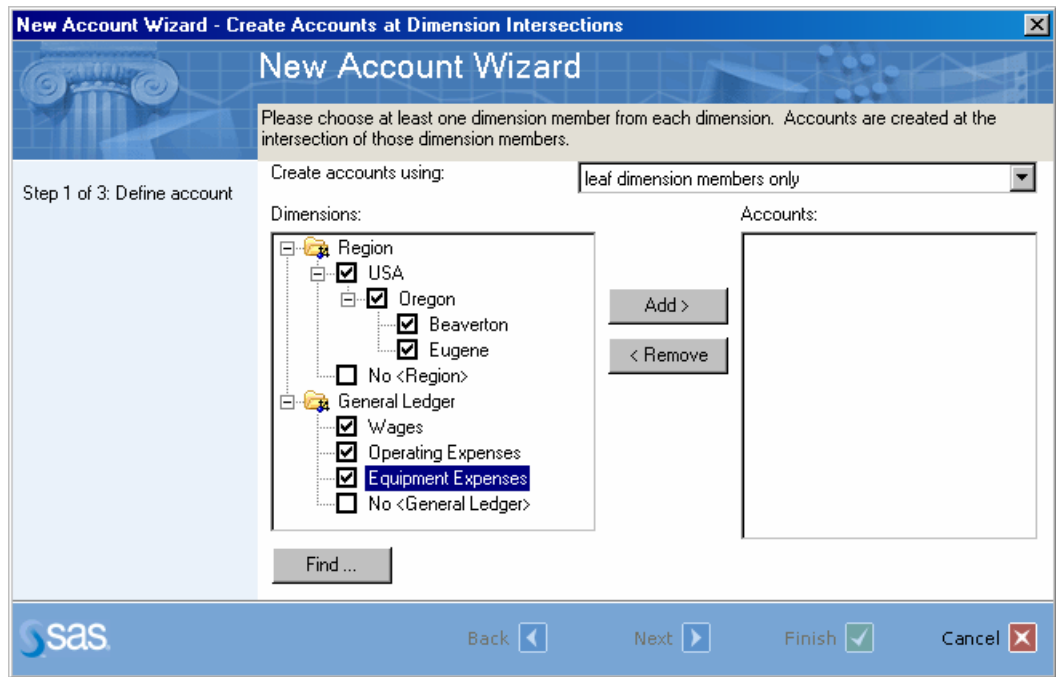 New Account Wizard - Create Accounts at Dimension Intersections
New Account Wizard
Please choose at least one dimension member from each dimension. Accounts are created at the
intersection of those dimension members.
Step 1 of 3: Define account
Create accounts using:
leaf dimension members only
Dimensions:
Accounts:
Region
USA
Oregon
Beaverton
Eugene
No <Region>
General Ledger
Wages
Operating Expenses
Equipment Expenses
No <General Ledger>
Add >
< Remove
Find ...
sas
Back
Next
Finish
Cancel